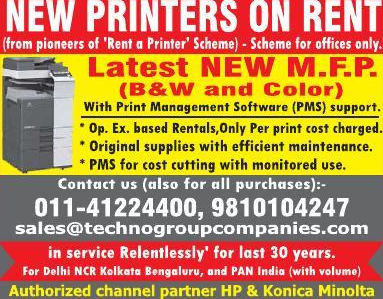 NEW PRINTERS ON RENT
(from pioneers of 'Rent a Printer' Scheme) - Scheme for offices only.
Latest NEW M.F.P.
(B&W and Color)
With Print Management Software (PMS) support.
* Op. Ex. based Rentals,Only Per print cost charged.
* Original supplies with efficient maintenance.
* PMS for cost cutting with monitored use.
Contact us (also for all purchases):-
011-41224400, 9810104247
sales@technogroupcompanies.com
in service Relentlessly' for last 30 years.
For Delhi NCR Kolkata Bengaluru, and PAN India (with volume)
Authorized channel partner HP & Konica Minolta